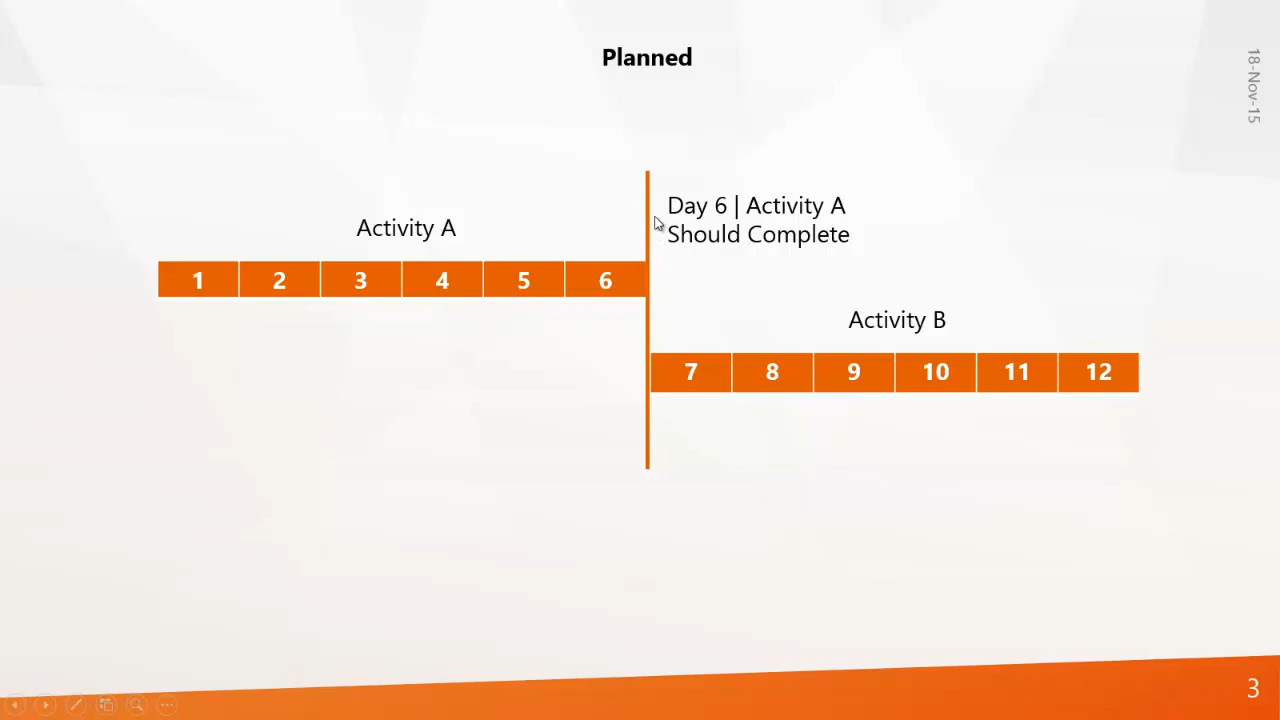 Planned
18-Nov-15
Day 6 | Activity A
Should Complete
Activity A
1 2 3 4 5 6
Activity B
7 8 9 10 11 12
3